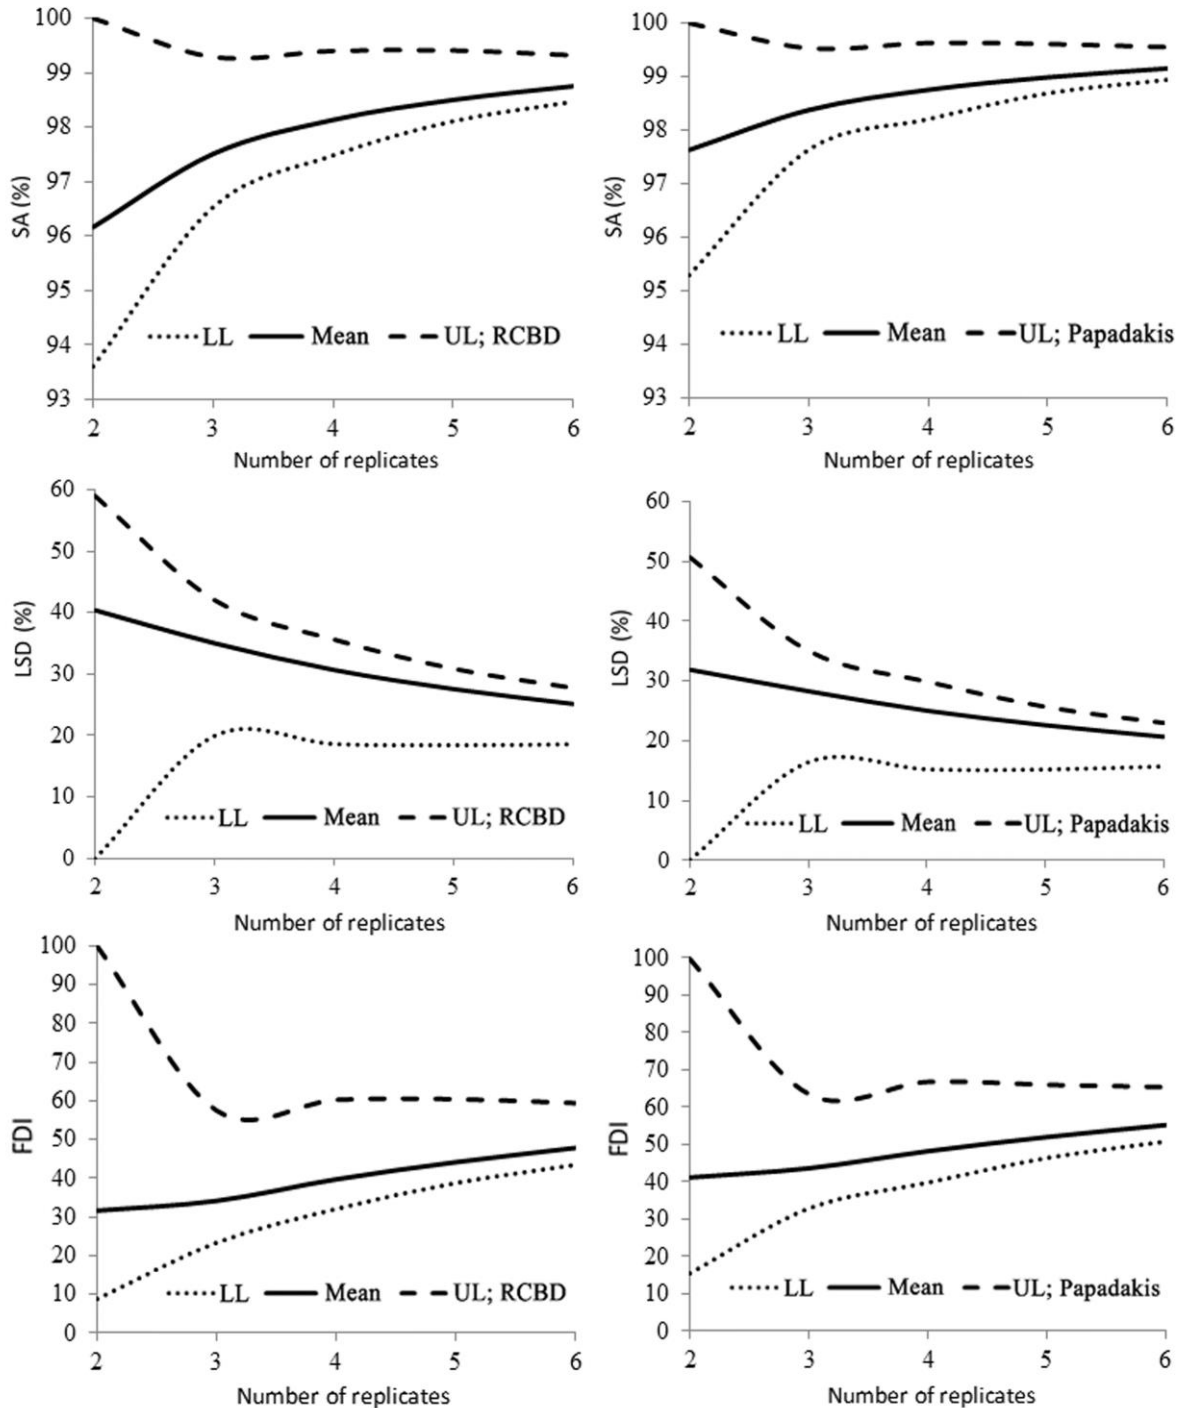 SA (%)
100
99
98
97
96
95
94
93
LL Mean UL; RCBD
2 3 4 5 6
Number of replicates
SA (%)
100
99
98
97
96
95
94
93
LL Mean UL; Papadakis
2 3 4 5 6
Number of replicates
LSD (%)
60
50
40
30
20
10
0
LL Mean UL; RCBD
2 3 4 5 6
Number of replicates
LSD (%)
60
50
40
30
20
10
0
LL Mean UL; Papadakis
2 3 4 5 6
Number of replicates
FDI
100
90
80
70
60
50
40
30
20
10
0
LL Mean UL; RCBD
2 3 4 5 6
Number of replicates
FDI
100
90
80
70
60
50
40
30
20
10
0
LL Mean UL; Papadakis
2 3 4 5 6
Number of replicates